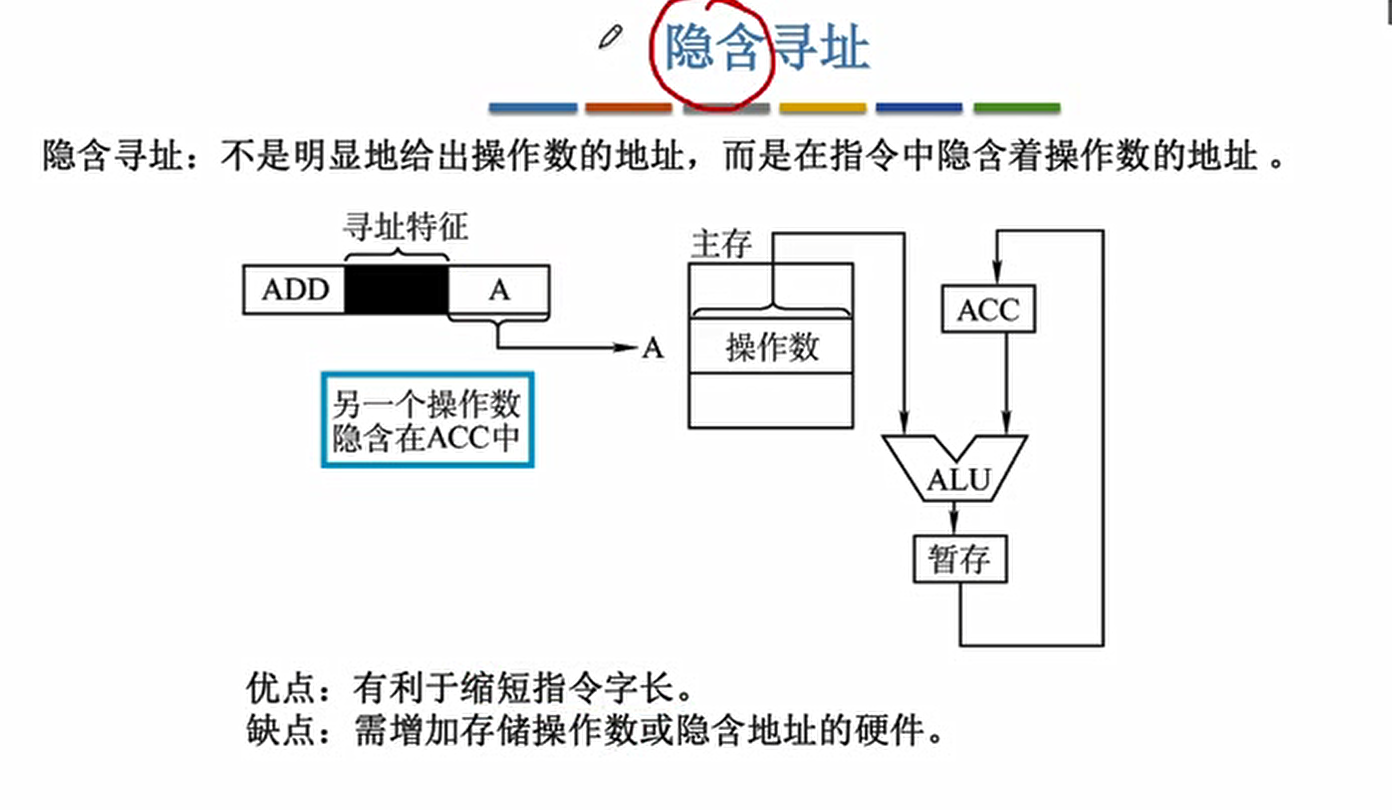 隐含寻址
隐含寻址：不是明显地给出操作数的地址，而是在指令中隐含着操作数的地址 。
寻址特征
ADD
A
A
主存
操作数
ACC
另一个操作数
隐含在ACC中
ALU
暂存
优点：有利于缩短指令字长。
缺点：需增加存储操作数或隐含地址的硬件。